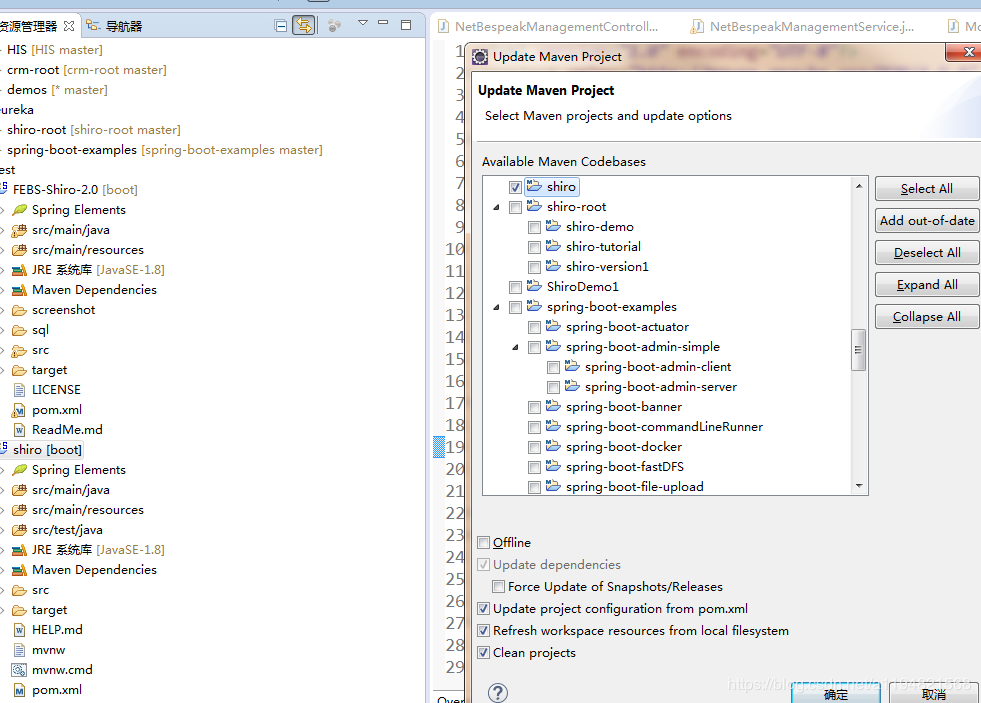 资源管理器
导航器
HIS [HIS master]
crm-root [crm-root master]
demos [* master]
eureka
shiro-root [shiro-root master]
spring-boot-examples [spring-boot-examples master]
est
FEBS-Shiro-2.0 [boot]
Spring Elements
src/main/java
src/main/resources
JRE 系统库 [JavaSE-1.8]
Maven Dependencies
screenshot
sql
src
target
LICENSE
pom.xml
ReadMe.md
shiro [boot]
Spring Elements
src/main/java
src/main/resources
src/test/java
JRE 系统库 [JavaSE-1.8]
Maven Dependencies
src
target
HELP.md
mvnw
mvnw.cmd
pom.xml
NetBespeakManagementControll...
NetBespeakManagementService.j...
Mo
1
2
3
4
5
6
7
8
9
10
11
12
13
14
15
16
17
18
19
20
21
22
23
24
25
26
27
28
29
Over
Update Maven Project
Update Maven Project
Select Maven projects and update options
Available Maven Codebases
shiro
shiro-root
shiro-demo
shiro-tutorial
shiro-version1
ShiroDemo1
spring-boot-examples
spring-boot-actuator
spring-boot-admin-simple
spring-boot-admin-client
spring-boot-admin-server
spring-boot-banner
spring-boot-commandLineRunner
spring-boot-docker
spring-boot-fastDFS
spring-boot-file-upload
Select All
Add out-of-date
Deselect All
Expand All
Collapse All
Offline
Update dependencies
Force Update of Snapshots/Releases
Update project configuration from pom.xml
Refresh workspace resources from local filesystem
Clean projects
确定
取消